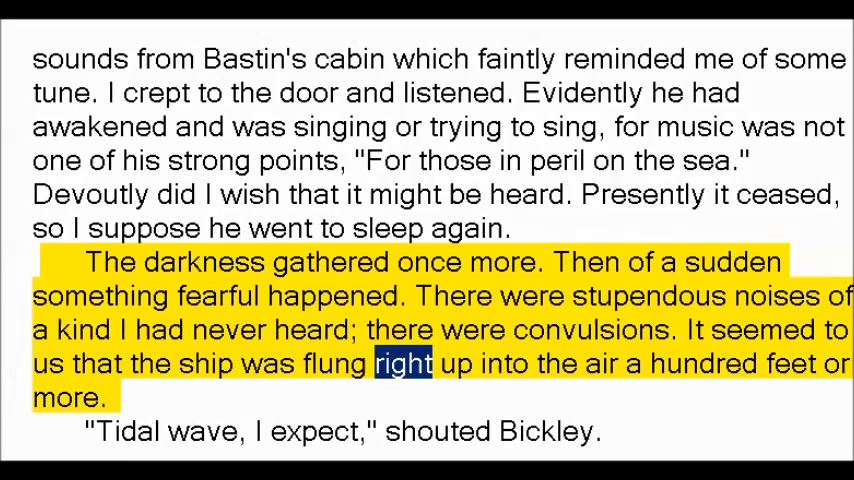 sounds from Bastin's cabin which faintly reminded me of some
tune. I crept to the door and listened. Evidently he had
awakened and was singing or trying to sing, for music was not
one of his strong points, "For those in peril on the sea."
Devoutly did I wish that it might be heard. Presently it ceased,
so I suppose he went to sleep again.
The darkness gathered once more. Then of a sudden
something fearful happened. There were stupendous noises of
a kind I had never heard; there were convulsions. It seemed to
us that the ship was flung right up into the air a hundred feet or
more.
"Tidal wave, I expect," shouted Bickley.